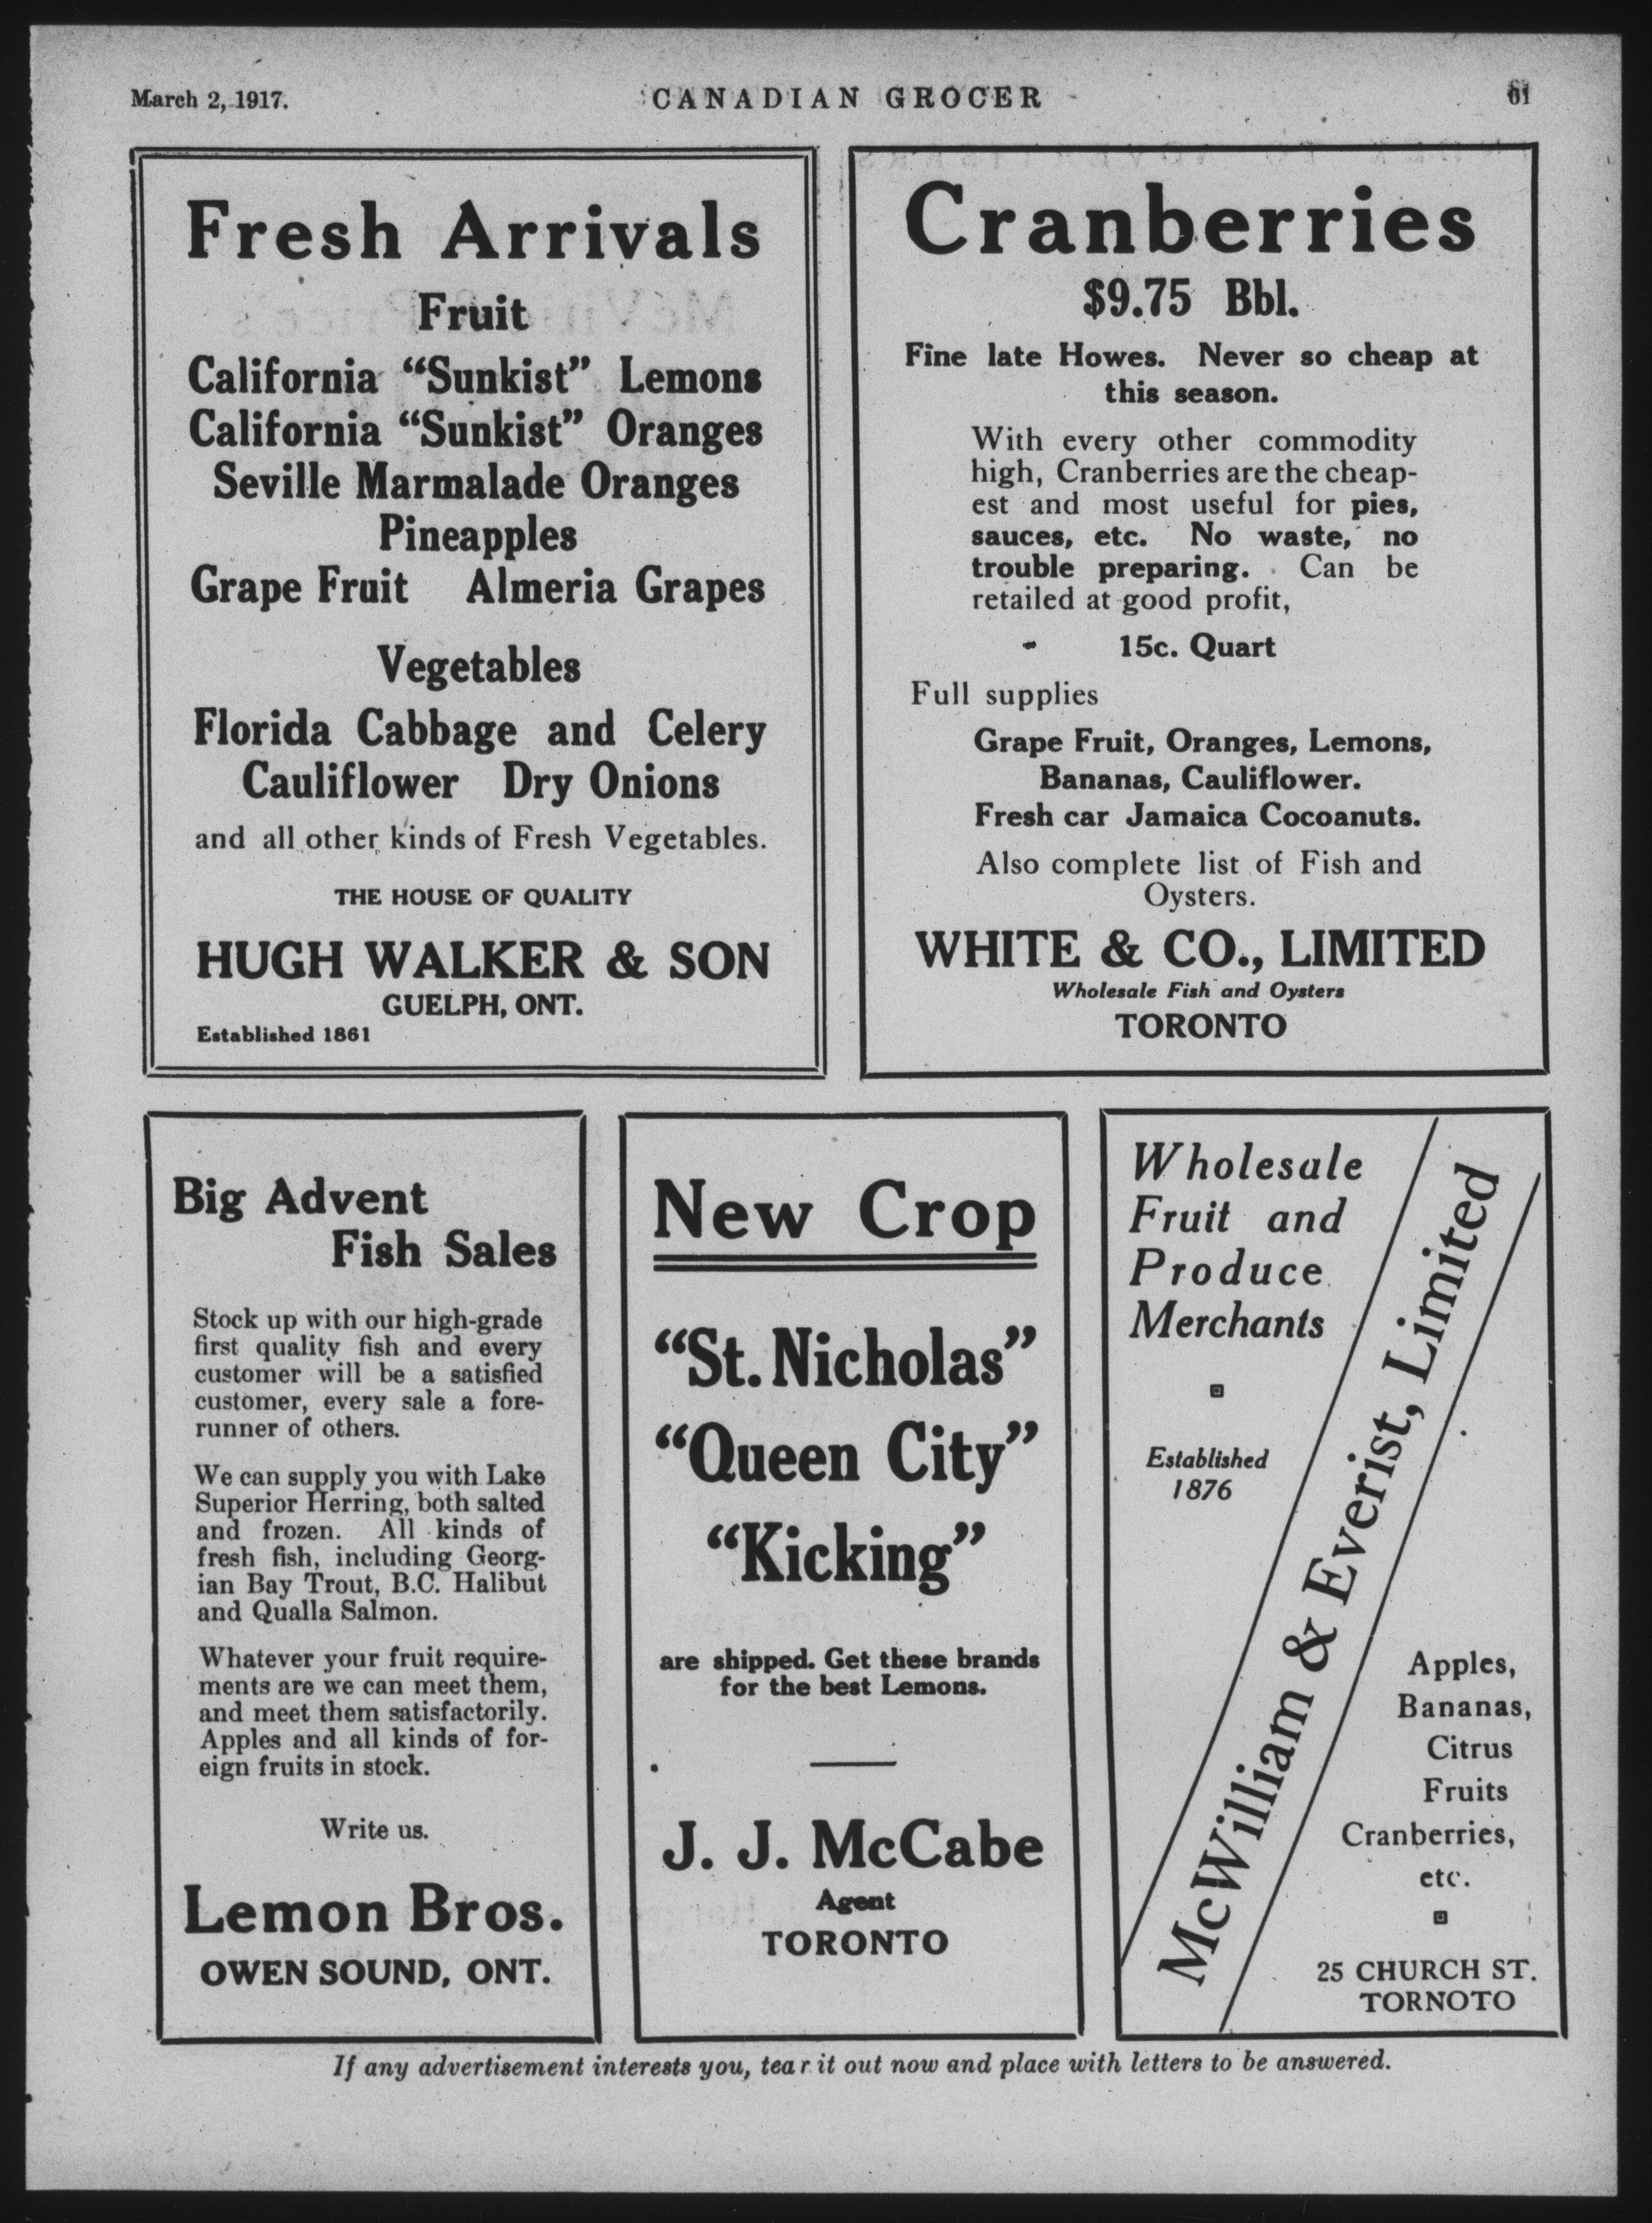 March 2, 1917.
CANADIAN GROCER
61
Fresh Arrivals
Fruit
California “Sunkist” Lemons
California “Sunkist” Oranges
Seville Marmalade Oranges
Pineapples
Grape Fruit Almeria Grapes
Vegetables
Florida Cabbage and Celery
Cauliflower Dry Onions
and all other kinds of Fresh Vegetables.
THE HOUSE OF QUALITY
HUGH WALKER & SON
GUELPH, ONT.
Established 1861
Cranberries
$9.75 Bbl.
Fine late Howes. Never so cheap at
this season.
With every other commodity
high, Cranberries are the cheap-
est and most useful for pies,
sauces, etc. No waste, no
trouble preparing. Can be
retailed at good profit,
15c. Quart
Full supplies
Grape Fruit, Oranges, Lemons,
Bananas, Cauliflower.
Fresh car Jamaica Cocoanuts.
Also complete list of Fish and
Oysters.
WHITE & CO., LIMITED
Wholesale Fish and Oysters
TORONTO
Big Advent
Fish Sales
Stock up with our high-grade
first quality fish and every
customer will be a satisfied
customer, every sale a fore-
runner of others.
We can supply you with Lake
Superior Herring, both salted
and frozen. All kinds of
fresh fish, including Georg-
ian Bay Trout, B.C. Halibut
and Qualla Salmon.
Whatever your fruit require-
ments are we can meet them,
and meet them satisfactorily.
Apples and all kinds of for-
eign fruits in stock.
Write us.
Lemon Bros.
OWEN SOUND, ONT.
New Crop
“St. Nicholas”
“Queen City”
“Kicking”
are shipped. Get these brands
for the best Lemons.
J. J. McCabe
Agent
TORONTO
Wholesale
Fruit and
Produce
Merchants
Established
1876
McWilliam & Everist, Limited
Apples,
Bananas,
Citrus
Fruits
Cranberries,
etc.
25 CHURCH ST.
TORNOTO
If any advertisement interests you, tear it out now and place with letters to be answered.